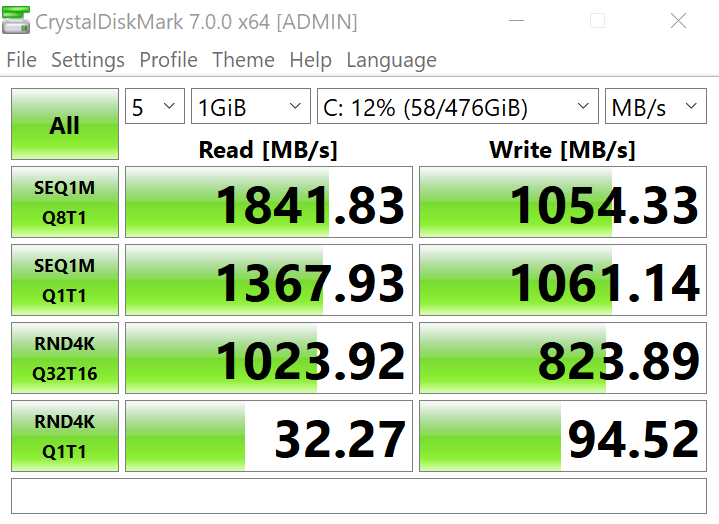 CrystalDiskMark 7.0.0 x64 [ADMIN]
File Settings Profile Theme Help Language
All 5 1GiB C: 12% (58/476GiB) MB/s
Read [MB/s] Write [MB/s]
SEQ1M
Q8T1
1841.83 1054.33
SEQ1M
Q1T1
1367.93 1061.14
RND4K
Q32T16
1023.92 823.89
RND4K
Q1T1
32.27 94.52